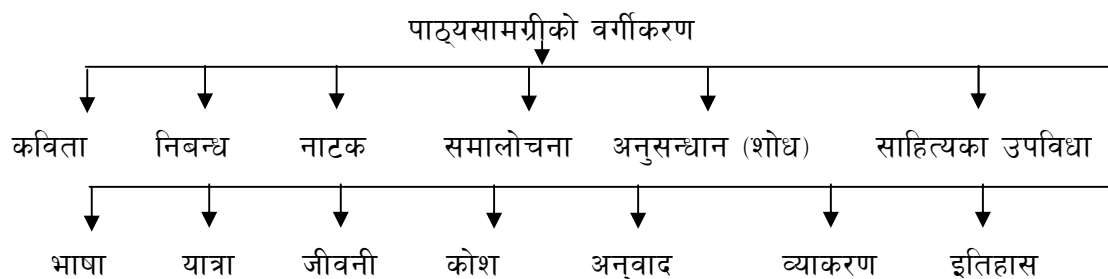 पाठ्यसामग्रीको वर्गीकरण
कविता निबन्ध नाटक समालोचना अनुसन्धान (शोध) साहित्यका उपविधा
भाषा यात्रा जीवनी कोश अनुवाद व्याकरण इतिहास